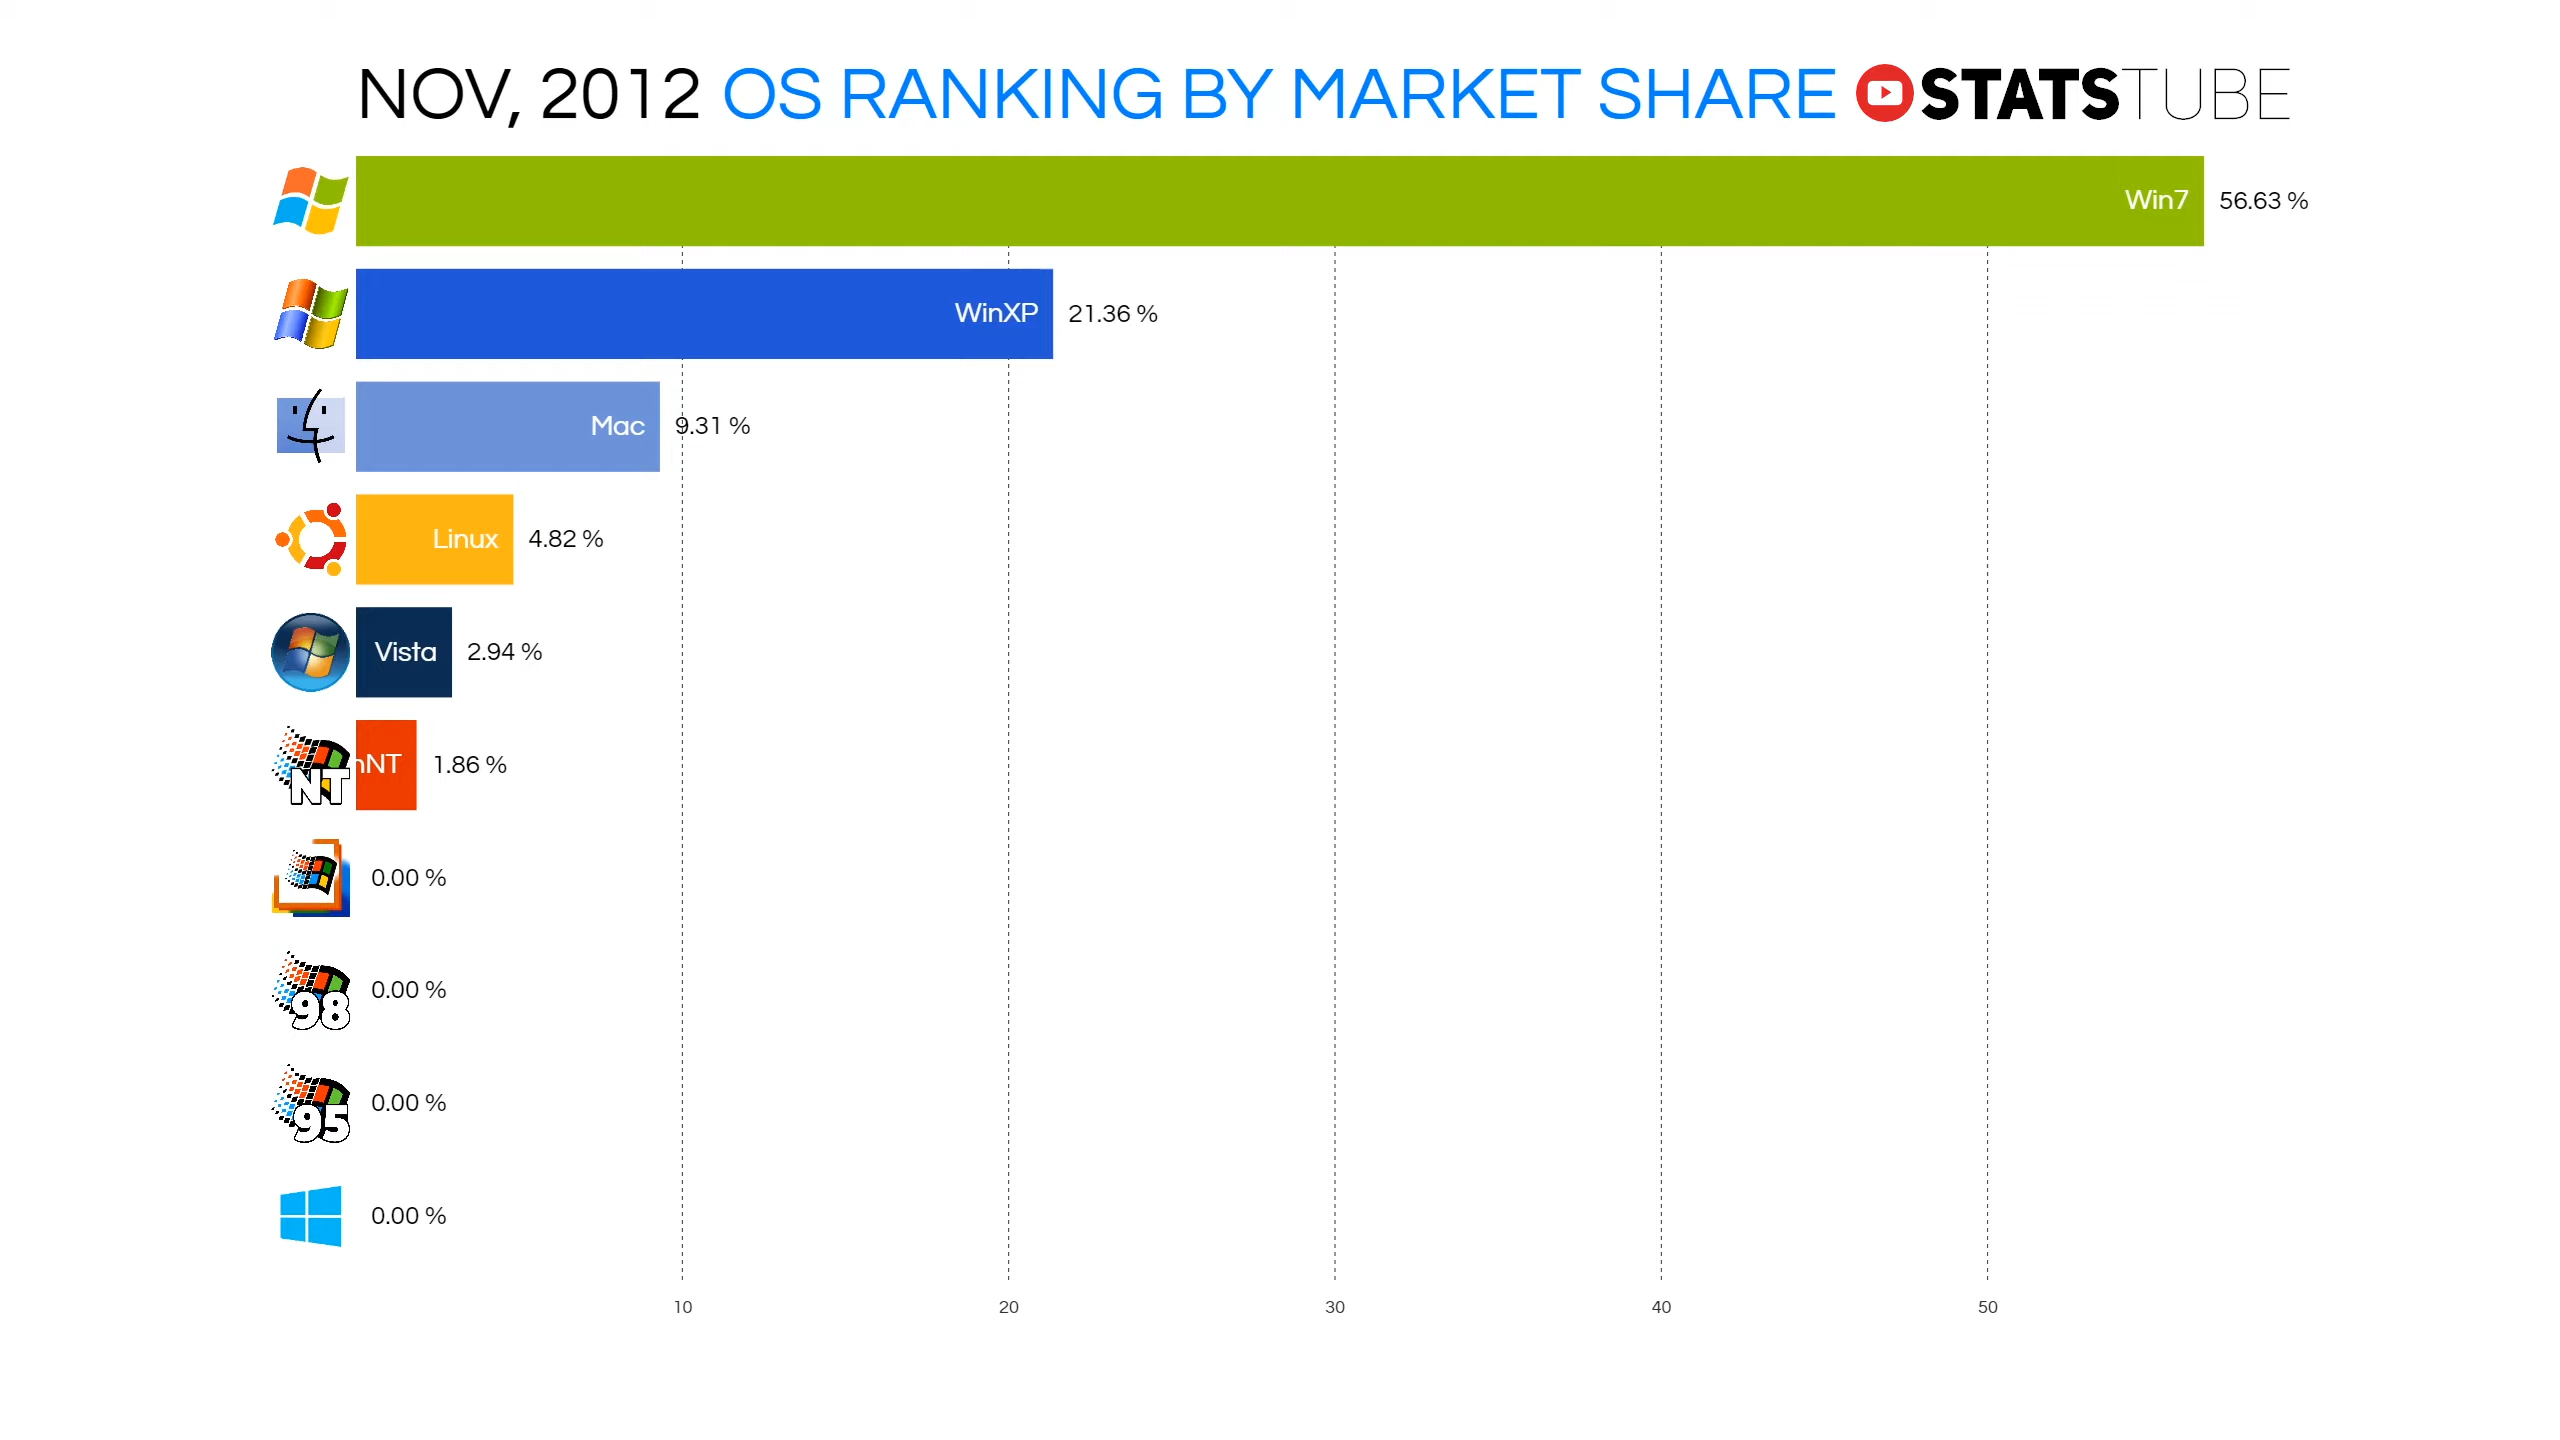 NOV, 2012 OS RANKING BY MARKET SHARE STATSTUBE
Win7 56.63 %
WinXP 21.36 %
Mac 9.31 %
Linux 4.82 %
Vista 2.94 %
NT nNT 1.86 %
0.00 %
98 0.00 %
95 0.00 %
0.00 %
10 20 30 40 50